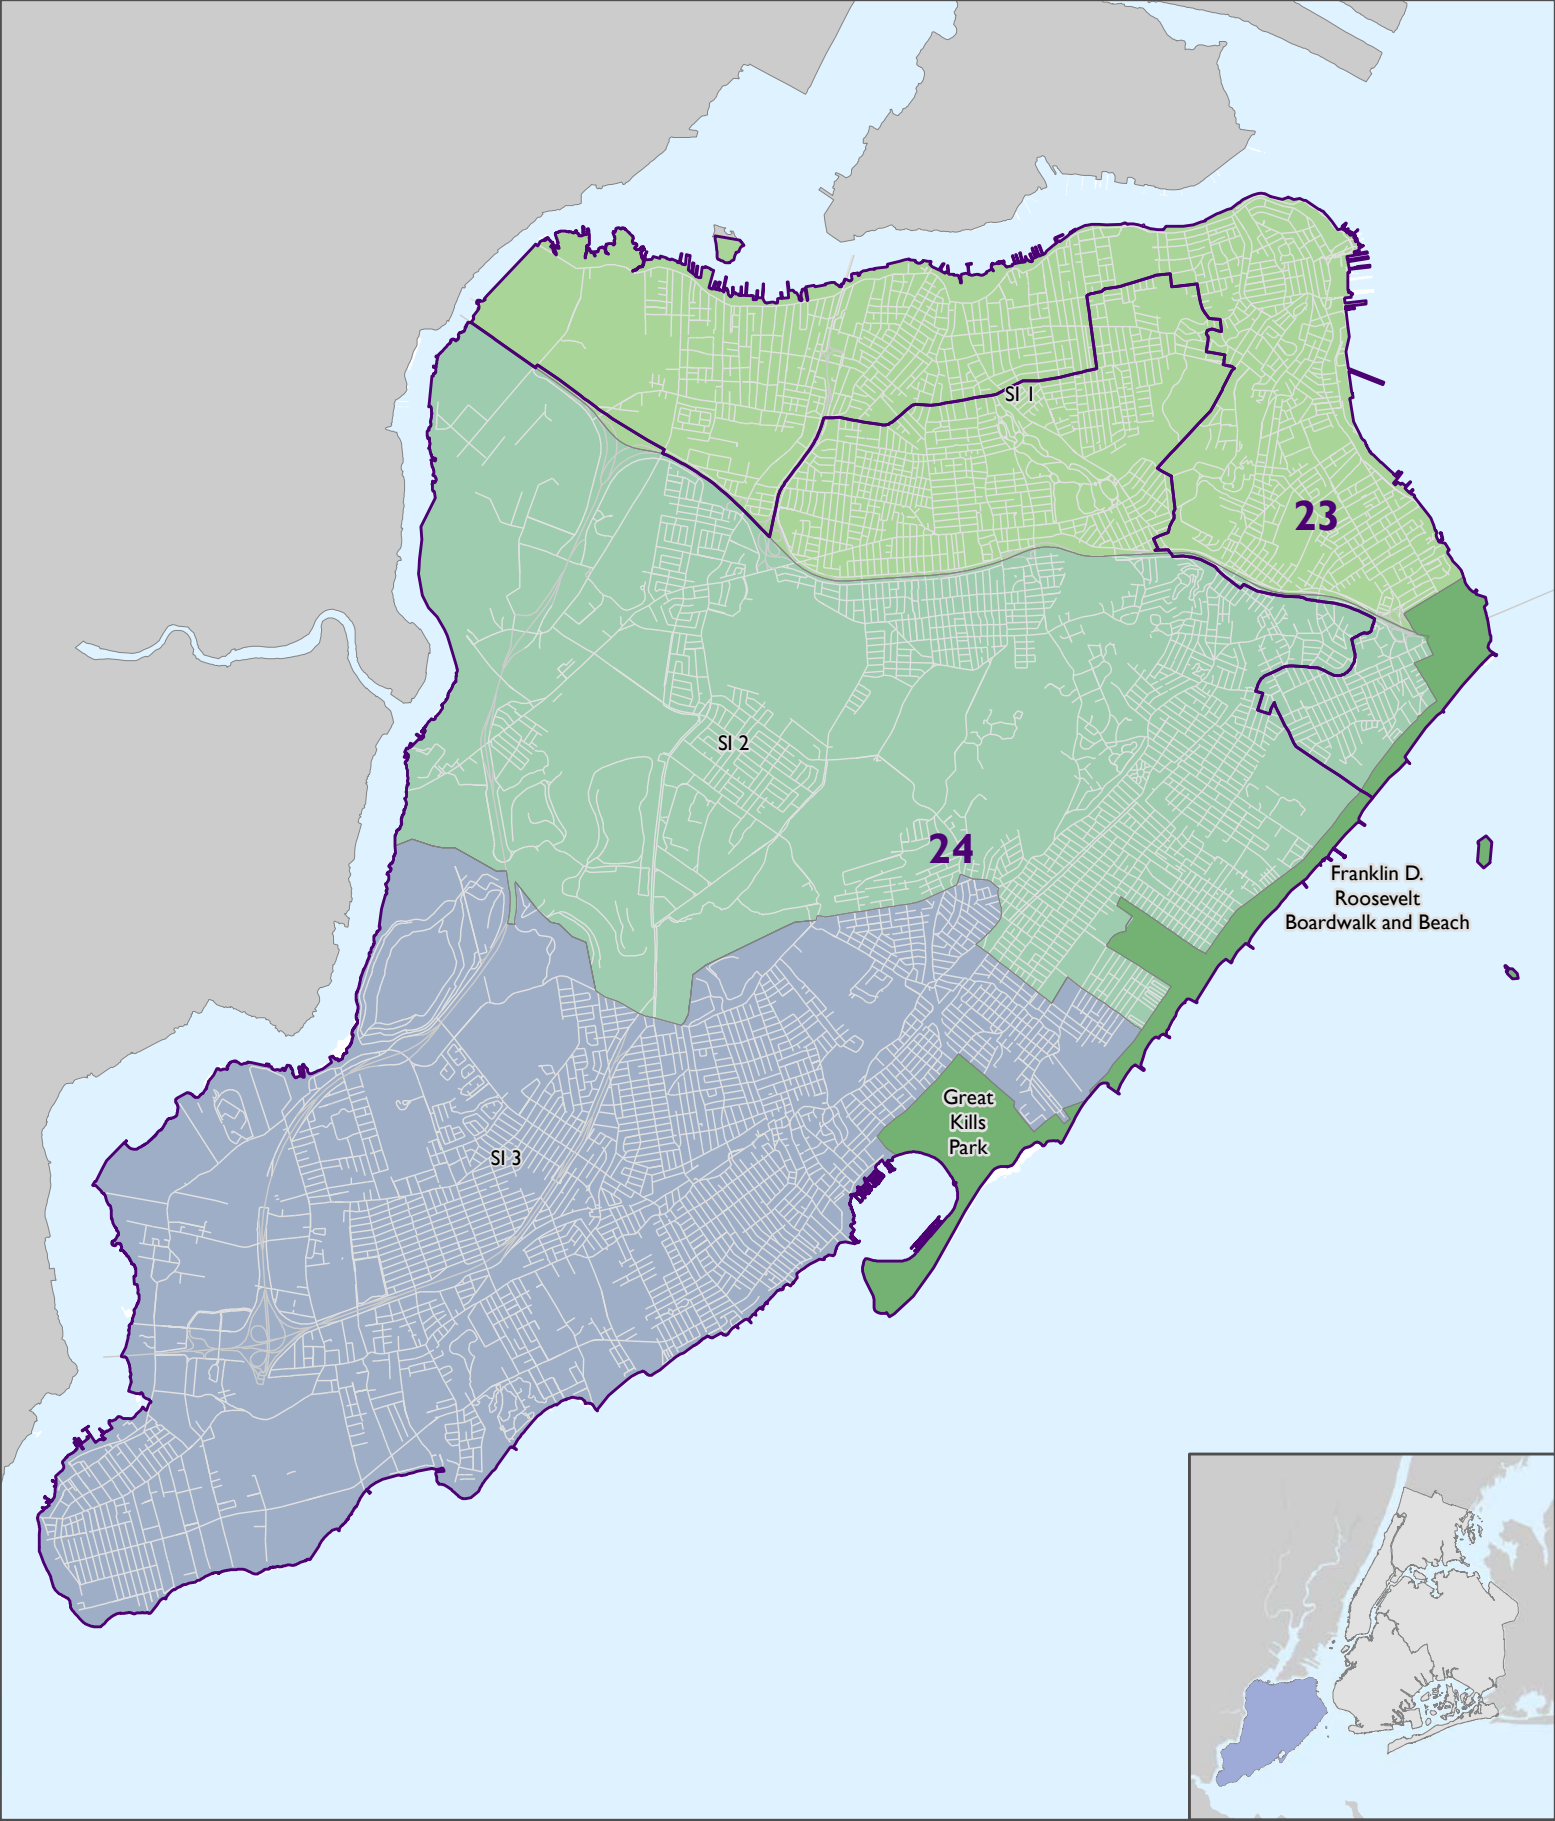 SI 1
23
SI 2
24
Franklin D.
Roosevelt
Boardwalk and Beach
Great
Kills
Park
SI 3